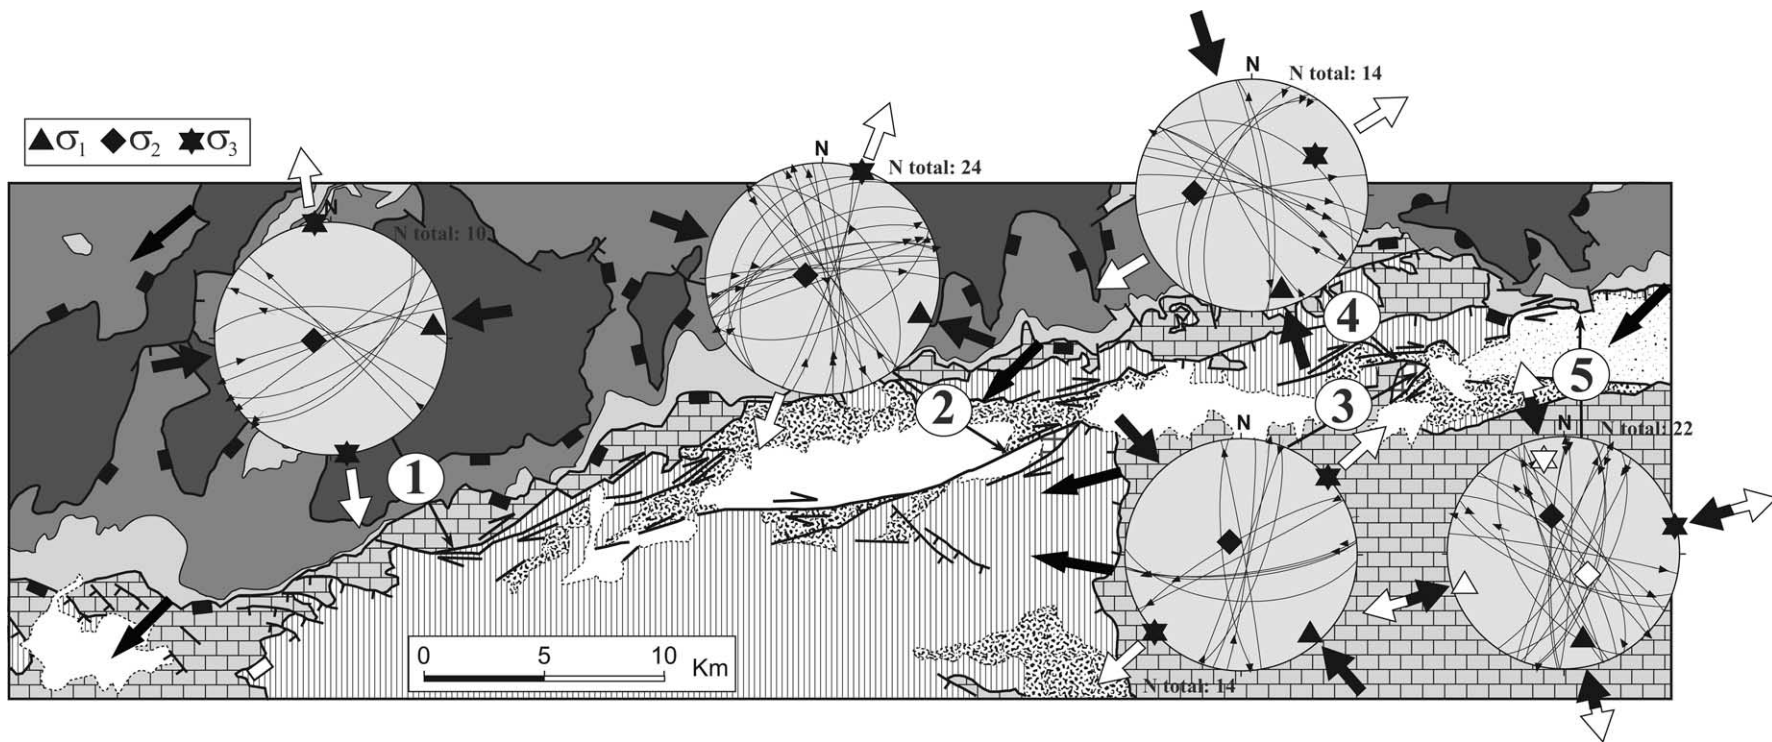 N
N total: 14
σ1 σ2 σ3
N
N total: 24
N
N total: 10
4
5
1
2
3
N
N
N total: 22
0 5 10
Km
N total: 14